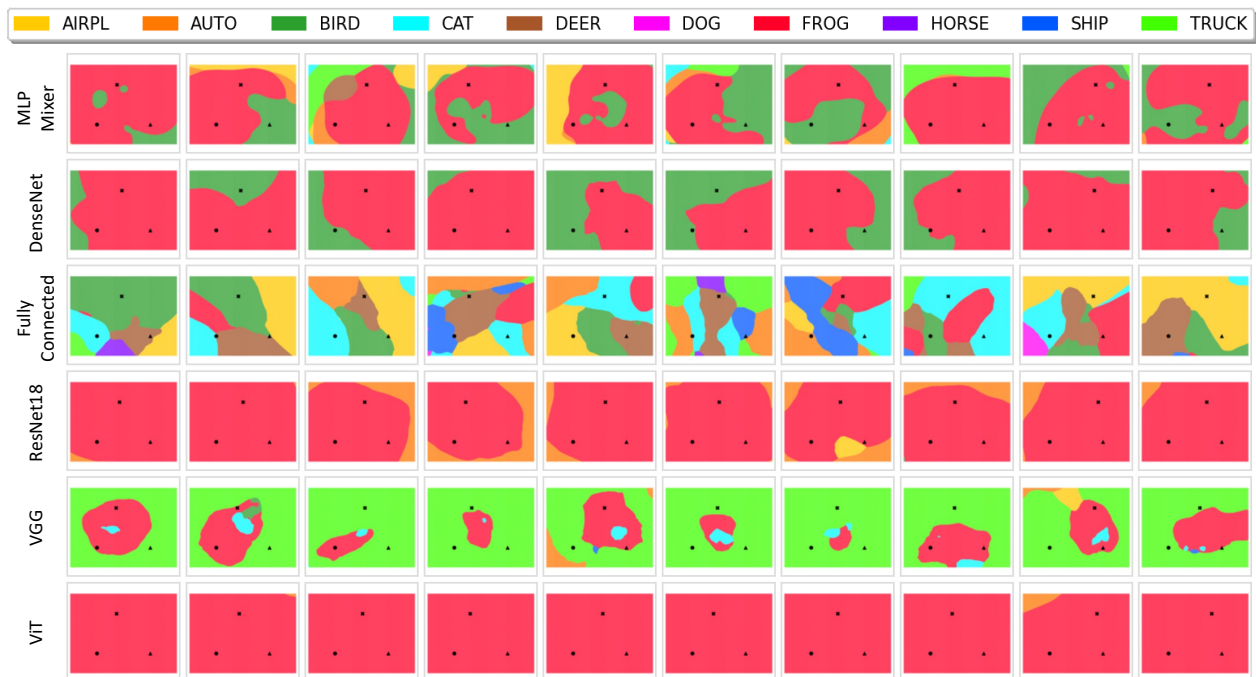 AIRPL AUTO BIRD CAT DEER DOG FROG HORSE SHIP TRUCK
MLP
Mixer
DenseNet
Fully
Connected
ResNet18
VGG
ViT